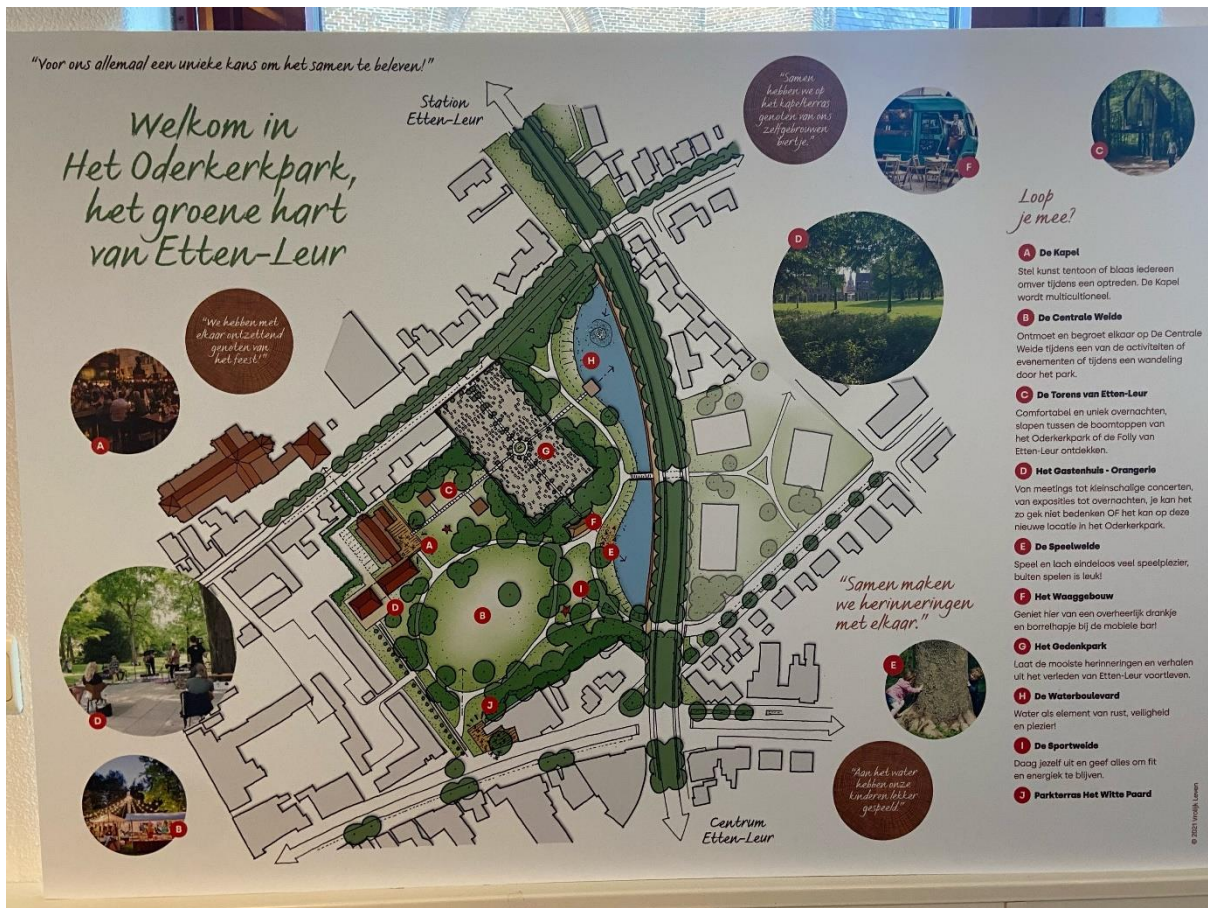 "Voor ons allemaal een unieke kans om het samen te beleven!"
Welkom in
Het Oderkerkpark,
het groene hart
van Etten-Leur
Station
Etten-Leur
"Samen
hebben we op
het kapelterras
genoten van ons
zelfgebrouwen
biertje."
F
C
D
"We hebben met
elkaar ontzettend
genoten van
het feest!"
A
H
G
C
F
A
E
I
D
B
J
D
B
"Samen maken
we herinneringen
met elkaar."
E
"Aan het water
hebben onze
kinderen lekker
gespeeld."
Centrum
Etten-Leur
Loop
je mee?
A De Kapel
Stel kunst tentoon of blaas iedereen
omver tijdens een optreden. De Kapel
wordt multicultioneel.
B De Centrale Weide
Ontmoet en begroet elkaar op De Centrale
Weide tijdens een van de activiteiten of
evenementen of tijdens een wandeling
door het park.
C De Torens van Etten-Leur
Comfortabel en uniek overnachten,
slapen tussen de boomtoppen van
het Oderkerkpark of de Folly van
Etten-Leur ontdekken.
D Het Gastenhuis - Orangerie
Van meetings tot kleinschalige concerten,
van exposities tot overnachten, je kan het
zo gek niet bedenken OF het kan op deze
nieuwe locatie in het Oderkerkpark.
E De Speelweide
Speel en lach eindeloos veel speelplezier,
buiten spelen is leuk!
F Het Waaggebouw
Geniet hier van een overheerlijk drankje
en borrelhapje bij de mobiele bar!
G Het Gedenkpark
Laat de mooiste herinneringen en verhalen
uit het verleden van Etten-Leur voortleven.
H De Waterboulevard
Water als element van rust, veiligheid
en plezier!
I De Sportweide
Daag jezelf uit en geef alles om fit
en energiek te blijven.
J Parkterras Het Witte Paard
© 2021 Vrolijk Leven